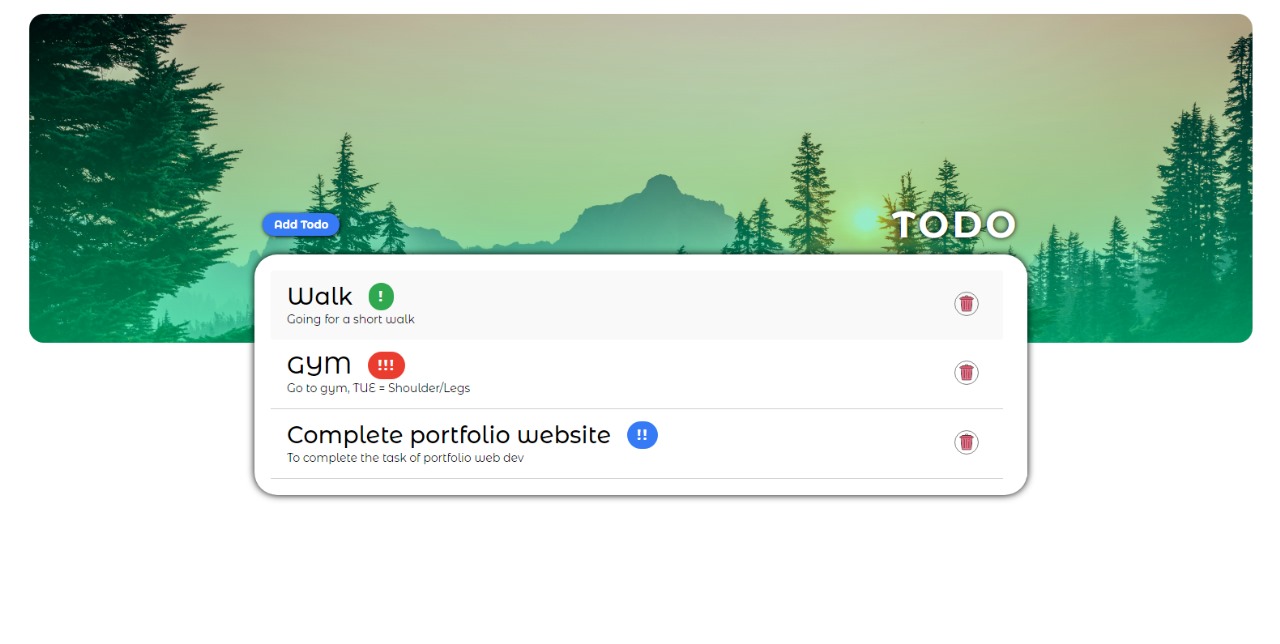 Add Todo
TODO
Walk !
Going for a short walk
GYM !!!
Go to gym, TUE = Shoulder/Legs
Complete portfolio website !!
To complete the task of portfolio web dev